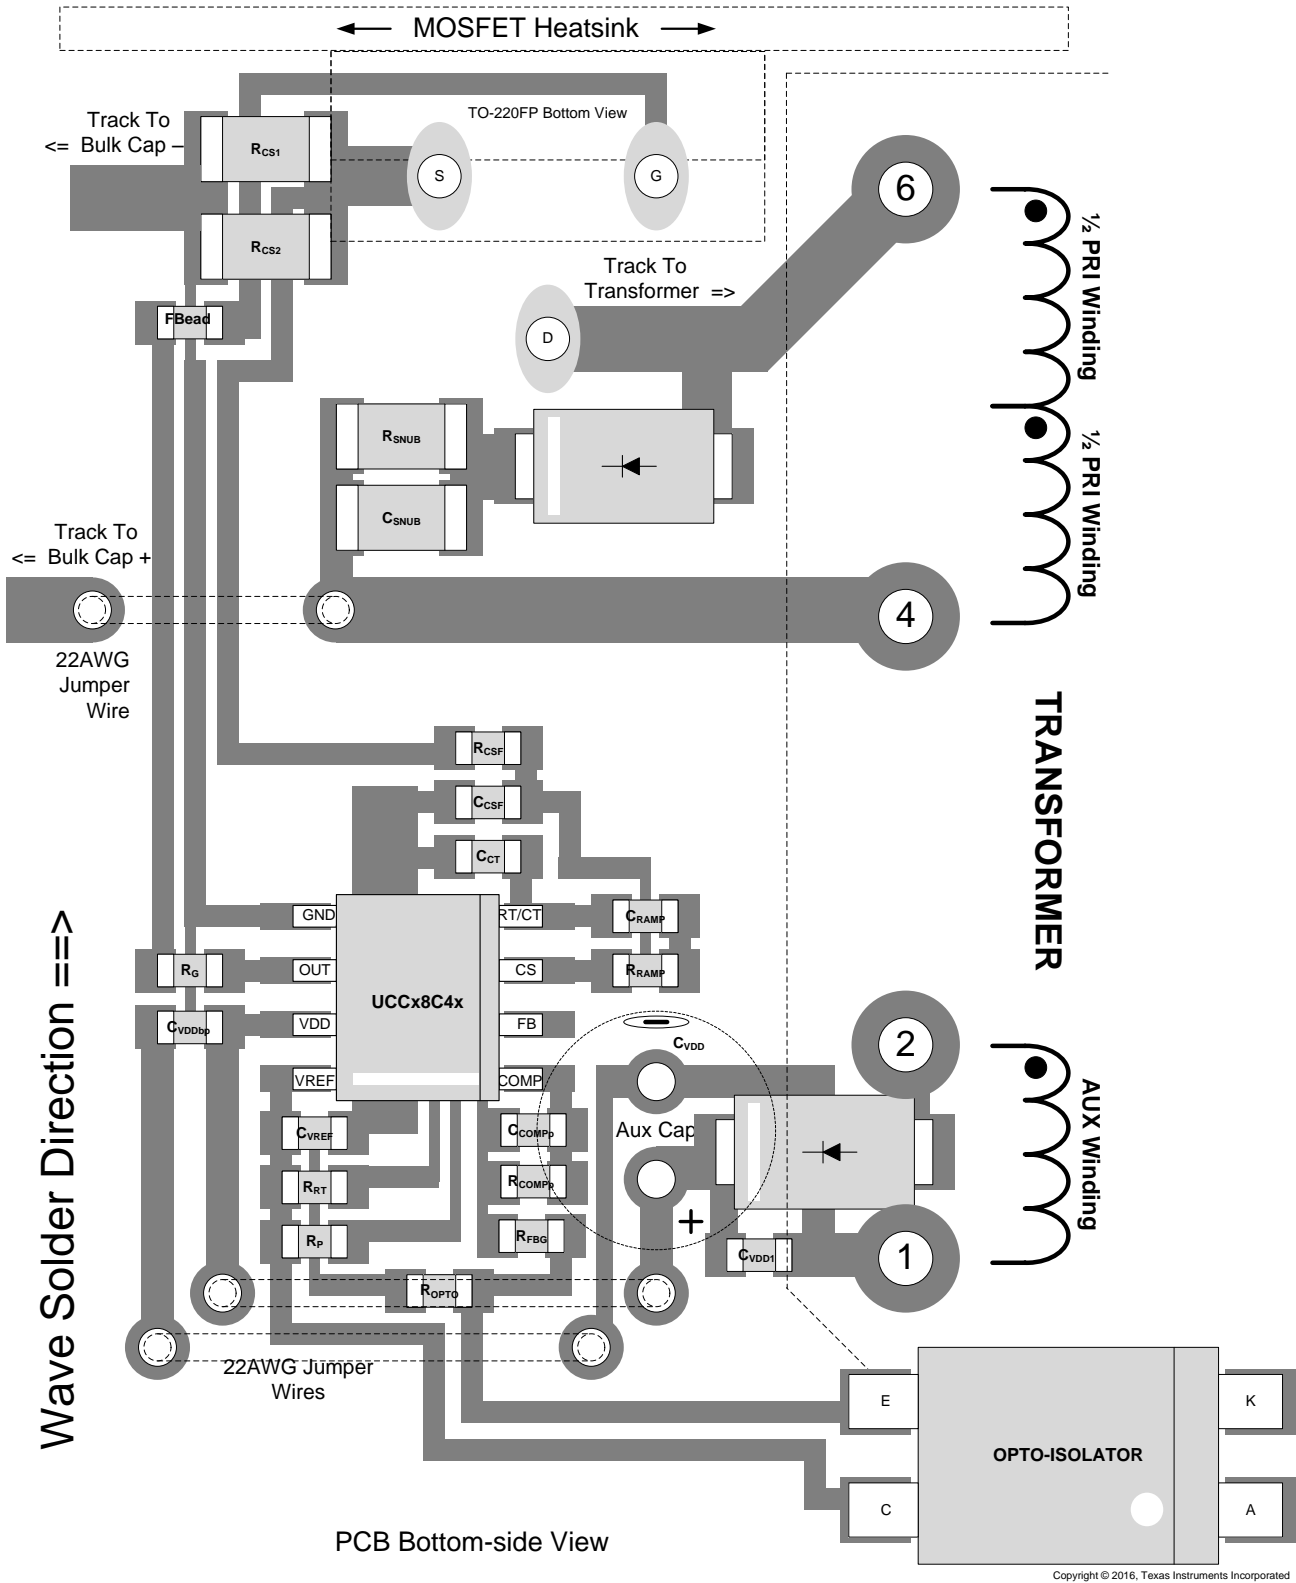 MOSFET Heatsink
TO-220FP Bottom View
Track To
<= Bulk Cap –
RCS1
S
G
6
½ PRI Winding
RCS2
Track To
Transformer =>
FBead
D
RSNUB
CSNUB
½ PRI Winding
Track To
<= Bulk Cap +
4
22AWG
Jumper
Wire
TRANSFORMER
RCSF
CCSF
CCT
GND
RT/CT
CRAMP
OUT
CS
RG
RRAMP
UCCx8C4x
CVDDbp
VDD
FB
VREF
COMP
CVDD
–
2
AUX Winding
CVREF
CCOMPp
Aux Cap
RRT
RCOMPp
+
RP
RFBG
CVDD1
1
ROPTO
22AWG Jumper
Wires
Wave Solder Direction ==>
E
K
OPTO-ISOLATOR
C
A
PCB Bottom-side View
Copyright © 2016, Texas Instruments Incorporated